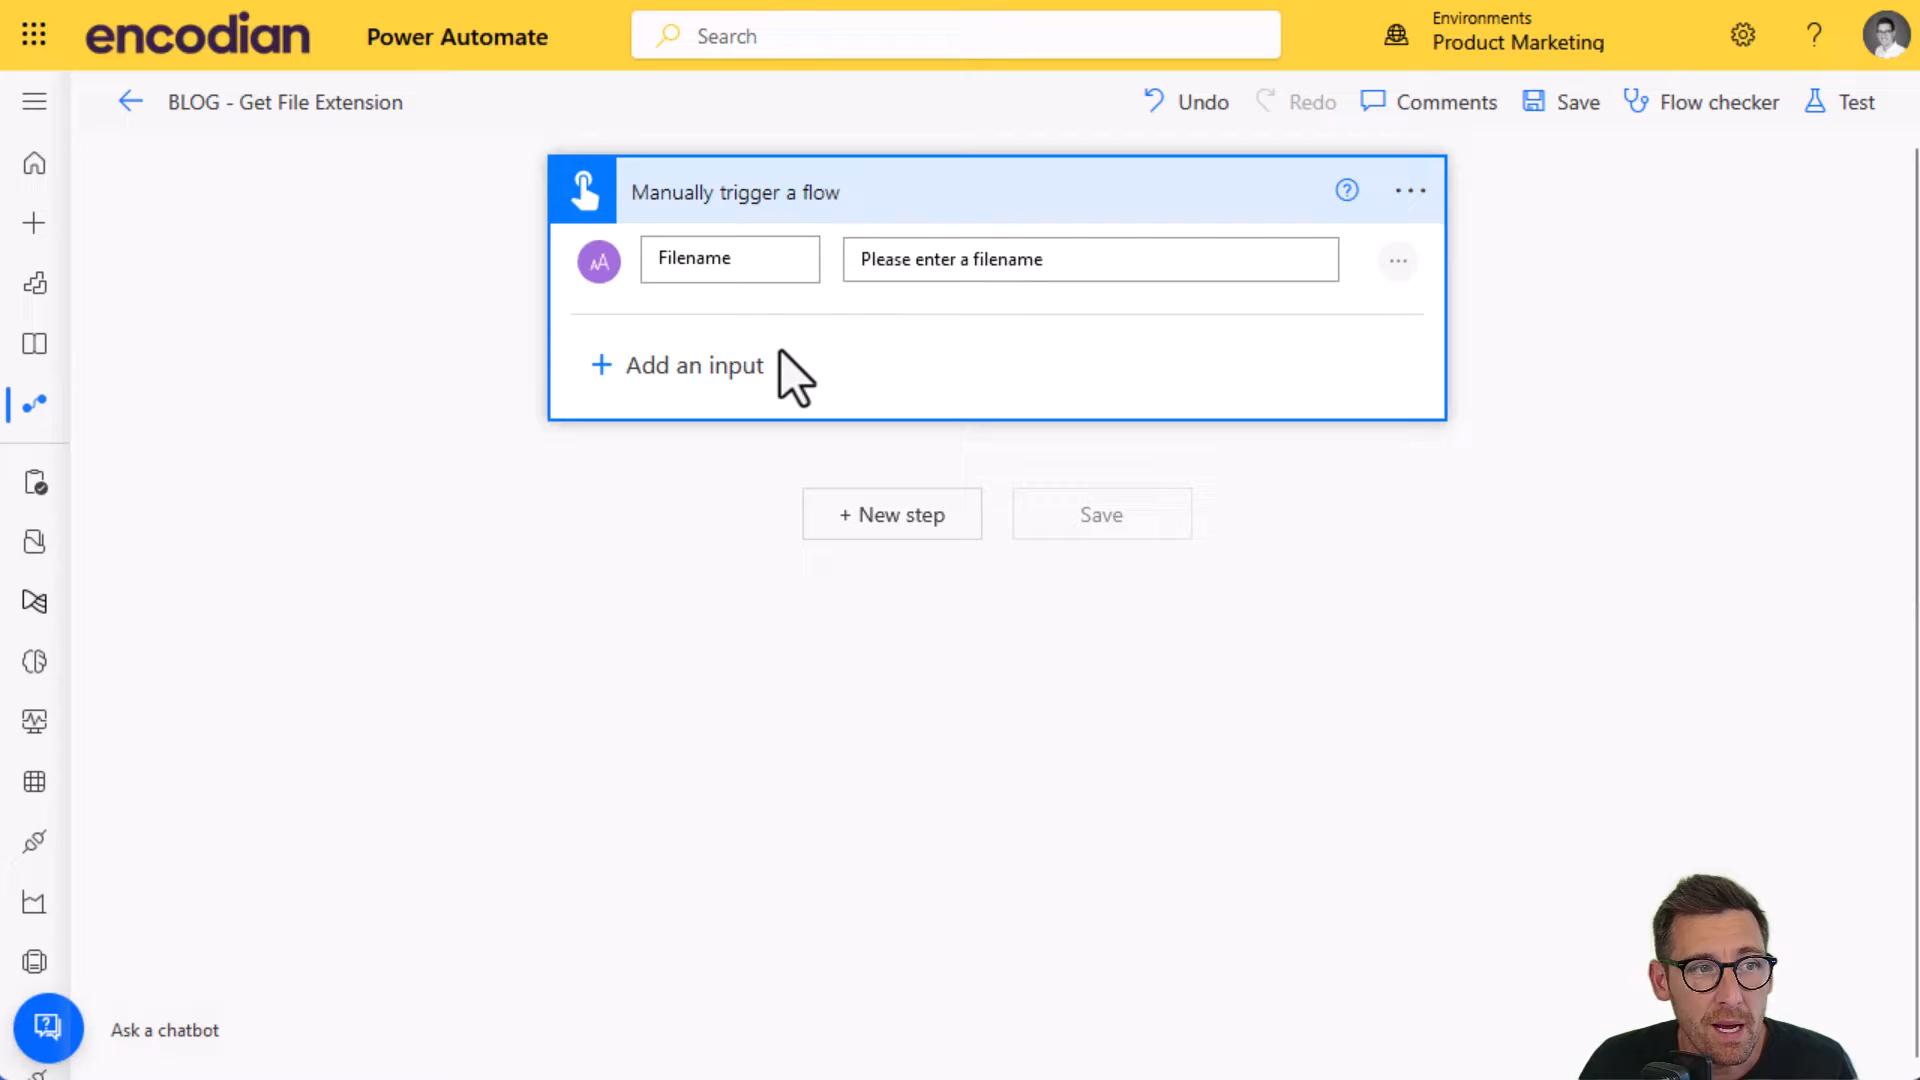 encodian
Power Automate
Search
Environments
Product Marketing
BLOG - Get File Extension
Undo
Redo
Comments
Save
Flow checker
Test
Manually trigger a flow
AA
Filename
Please enter a filename
+ Add an input
+ New step
Save
Ask a chatbot